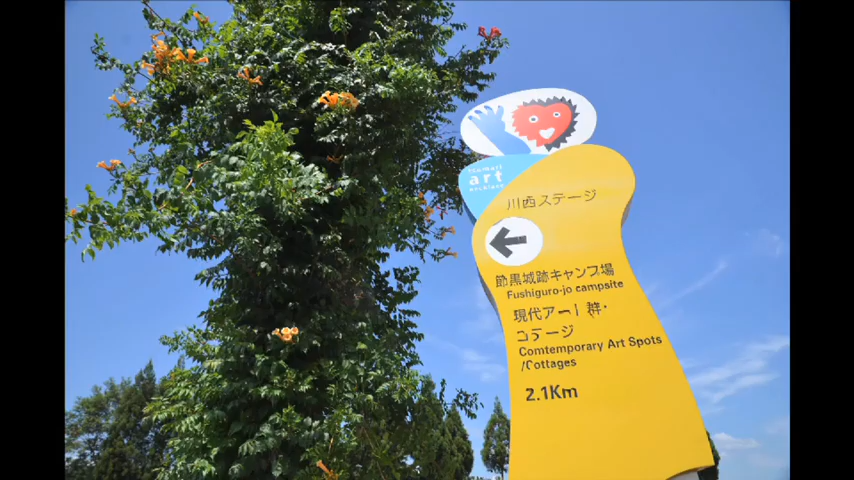 art
川西ステージ
節黒城跡キャンプ場
Fushiguro-jo campsite
現代アート群・
コテージ
Comtemporary Art Spots
/Cottages
2.1Km